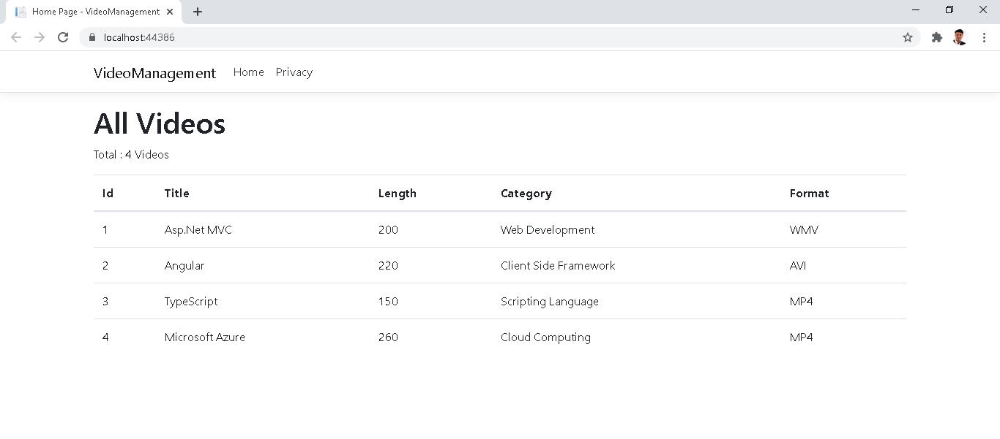 Home Page - VideoManagement
localhost:44386
VideoManagement Home Privacy
All Videos
Total : 4 Videos
Id Title Length Category Format
1 Asp.Net MVC 200 Web Development WMV
2 Angular 220 Client Side Framework AVI
3 TypeScript 150 Scripting Language MP4
4 Microsoft Azure 260 Cloud Computing MP4